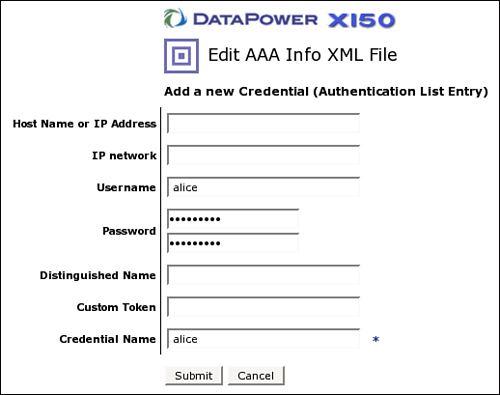 DATAPOWER XI50
Edit AAA Info XML File
Add a new Credential (Authentication List Entry)
Host Name or IP Address
IP network
Username alice
Password •••••••••
•••••••••
Distinguished Name
Custom Token
Credential Name alice *
Submit Cancel